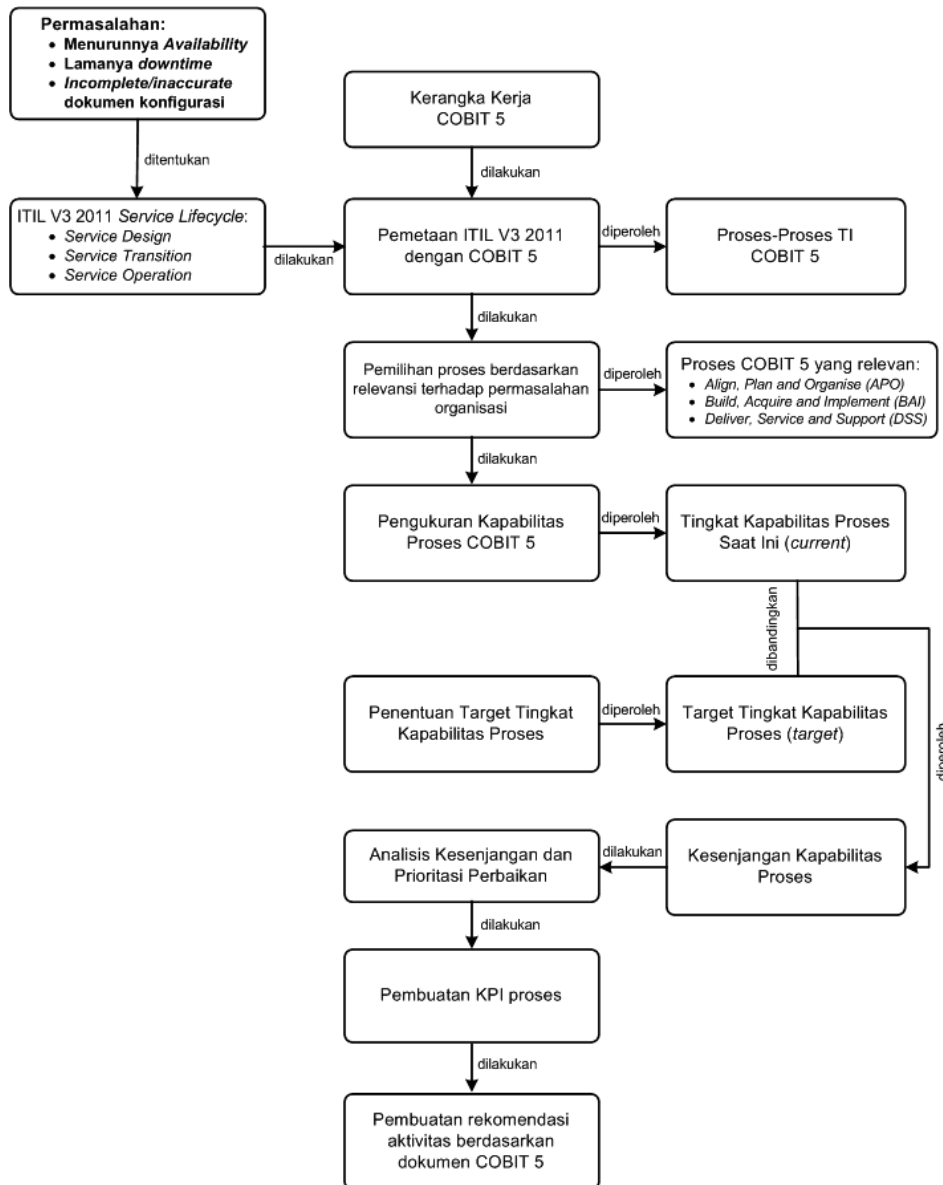 Permasalahan:
• Menurunnya Availability
• Lamanya downtime
• Incomplete/inaccurate
dokumen konfigurasi
Kerangka Kerja
COBIT 5
ditentukan
dilakukan
ITIL V3 2011 Service Lifecycle:
• Service Design
• Service Transition
• Service Operation
dilakukan
Pemetaan ITIL V3 2011
dengan COBIT 5
diperoleh
Proses-Proses TI
COBIT 5
dilakukan
Pemilihan proses berdasarkan
relevansi terhadap permasalahan
organisasi
diperoleh
Proses COBIT 5 yang relevan:
• Align, Plan and Organise (APO)
• Build, Acquire and Implement (BAI)
• Deliver, Service and Support (DSS)
dilakukan
Pengukuran Kapabilitas
Proses COBIT 5
diperoleh
Tingkat Kapabilitas Proses
Saat Ini (current)
dibandingkan
Penentuan Target Tingkat
Kapabilitas Proses
diperoleh
Target Tingkat Kapabilitas
Proses (target)
diperoleh
Analisis Kesenjangan dan
Prioritasi Perbaikan
dilakukan
Kesenjangan Kapabilitas
Proses
dilakukan
Pembuatan KPI proses
dilakukan
Pembuatan rekomendasi
aktivitas berdasarkan
dokumen COBIT 5